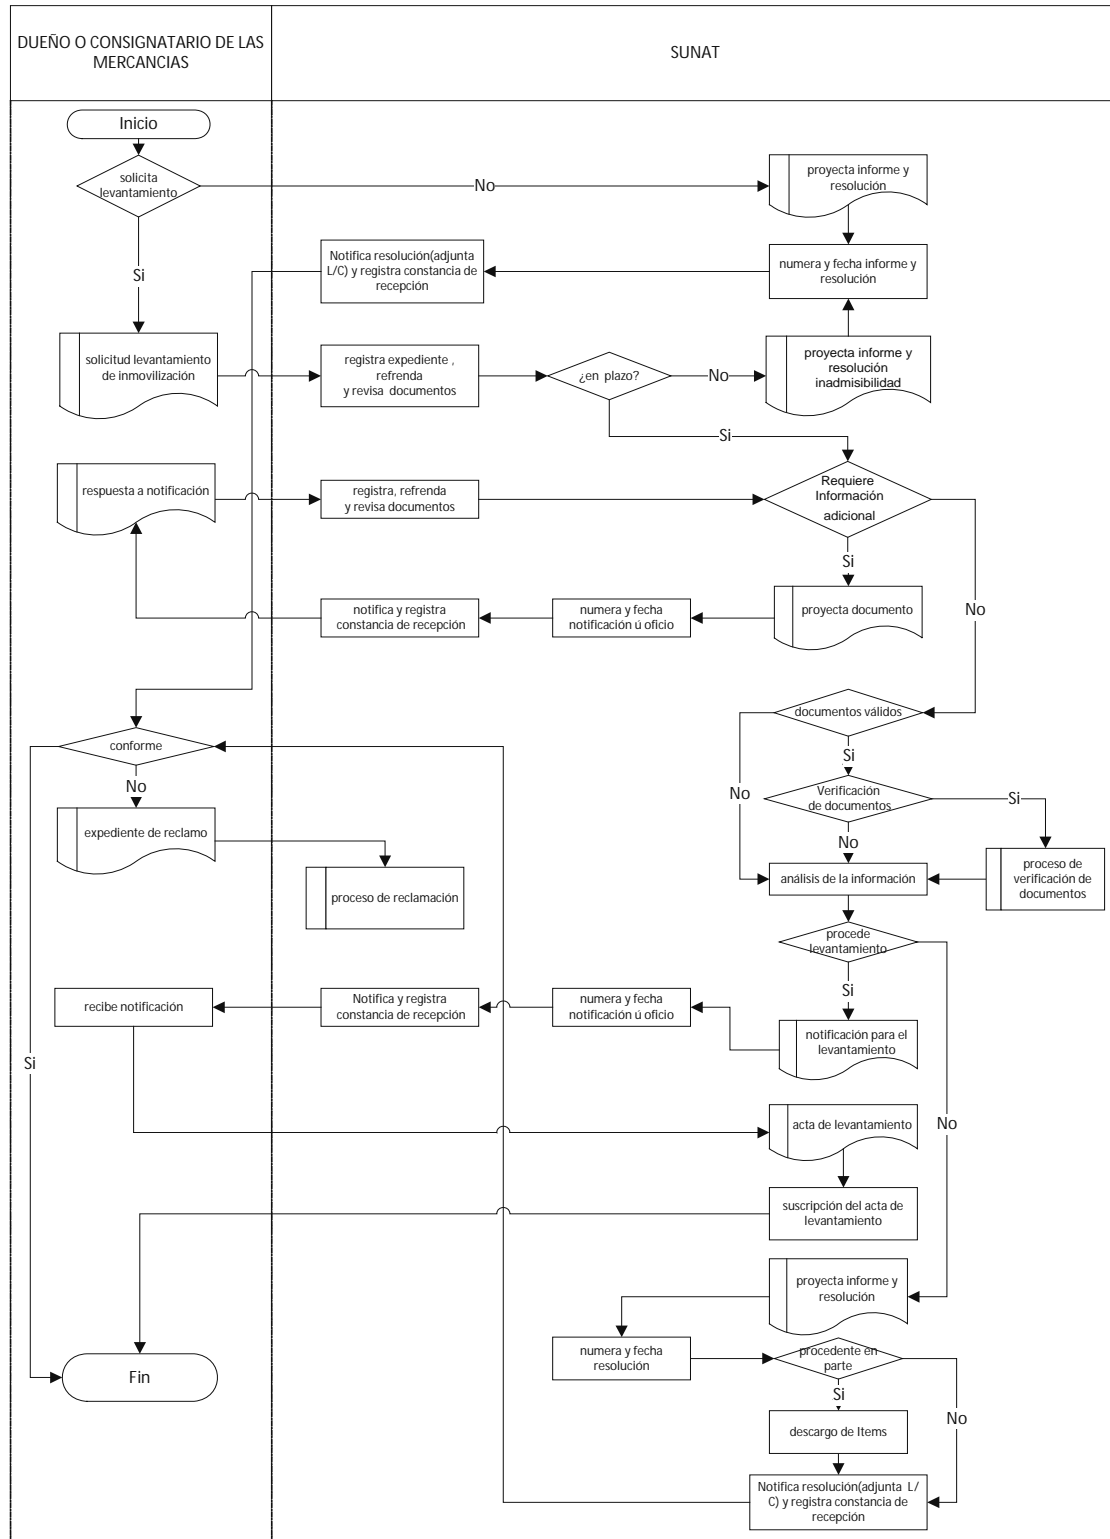 DUEÑO O CONSIGNATARIO DE LAS
MERCANCIAS
SUNAT
Inicio
solicita
levantamiento
No
proyecta informe y
resolución
Si
Notifica resolución(adjunta
L/C) y registra constancia de
recepción
numera y fecha informe y
resolución
solicitud levantamiento
de inmovilización
registra expediente ,
refrenda
y revisa documentos
¿en plazo?
No
proyecta informe y
resolución
inadmisibilidad
Si
respuesta a notificación
registra, refrenda
y revisa documentos
Requiere
Información
adicional
Si
No
notifica y registra
constancia de recepción
numera y fecha
notificación ú oficio
proyecta documento
documentos válidos
conforme
Si
No
No
Verificación
de documentos
Si
expediente de reclamo
No
proceso de reclamación
análisis de la información
proceso de
verificación de
documentos
procede
levantamiento
Si
recibe notificación
Notifica y registra
constancia de recepción
numera y fecha
notificación ú oficio
notificación para el
levantamiento
Si
acta de levantamiento
No
suscripción del acta de
levantamiento
proyecta informe y
resolución
numera y fecha
resolución
procedente en
parte
Fin
Si
No
descargo de Items
Notifica resolución(adjunta L/
C) y registra constancia de
recepción